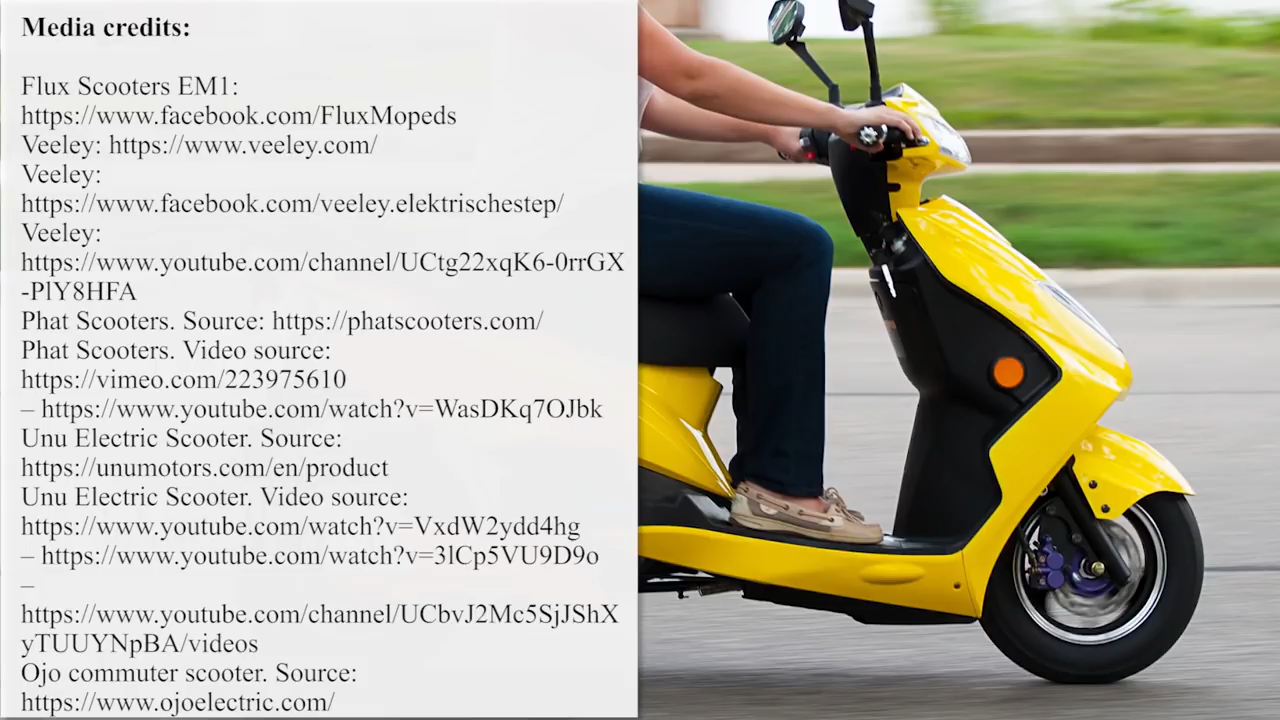 Media credits:
Flux Scooters EM1:
https://www.facebook.com/FluxMopeds
Veeley: https://www.veeley.com/
Veeley:
https://www.facebook.com/veeley.elektrischestep/
Veeley:
https://www.youtube.com/channel/UCtg22xqK6-0rrGX
-PlY8HFA
Phat Scooters. Source: https://phatscooters.com/
Phat Scooters. Video source:
https://vimeo.com/223975610
– https://www.youtube.com/watch?v=WasDKq7OJbk
Unu Electric Scooter. Source:
https://unumotors.com/en/product
Unu Electric Scooter. Video source:
https://www.youtube.com/watch?v=VxdW2ydd4hg
– https://www.youtube.com/watch?v=3lCp5VU9D9o
–
https://www.youtube.com/channel/UCbvJ2Mc5SjJShX
yTUUYNpBA/videos
Ojo commuter scooter. Source:
https://www.ojoelectric.com/